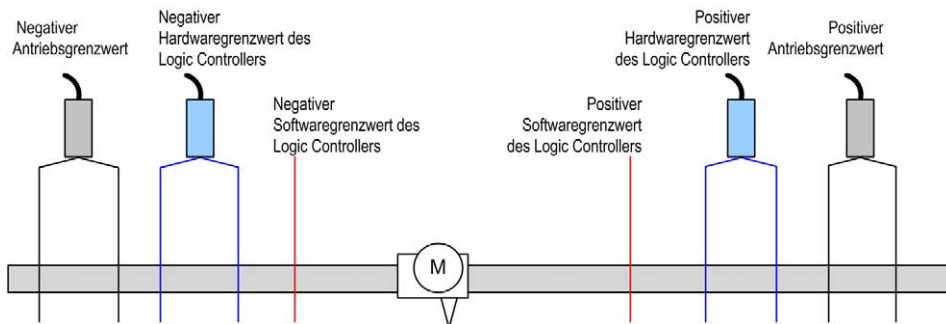 Negativer
Antriebsgrenzwert
Negativer
Hardwaregrenzwert des
Logic Controllers
Negativer
Softwaregrenzwert des
Logic Controllers
Positiver
Softwaregrenzwert
des Logic Controllers
Positiver
Hardwaregrenzwert
des Logic Controllers
Positiver
Antriebsgrenzwert
M